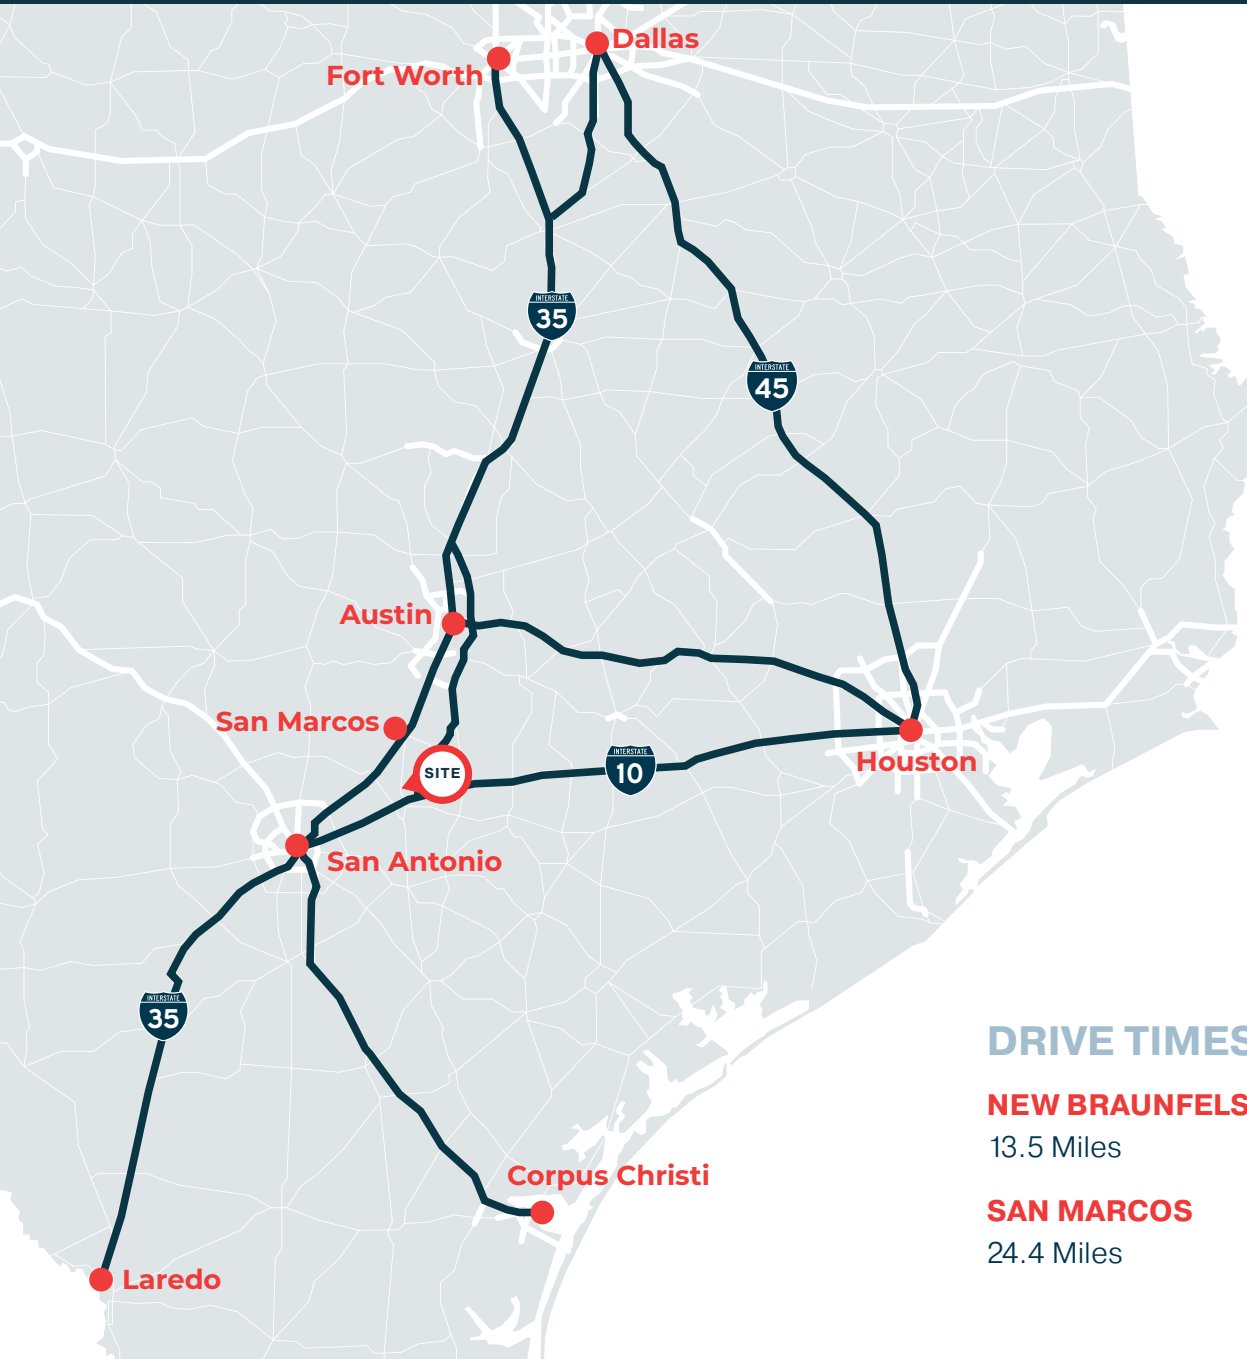 Dallas
Fort Worth
INTERSTATE
35
INTERSTATE
45
Austin
San Marcos
SITE
INTERSTATE
10
Houston
San Antonio
INTERSTATE
35
DRIVE TIMES
NEW BRAUNFELS
13.5 Miles
Corpus Christi
SAN MARCOS
24.4 Miles
Laredo